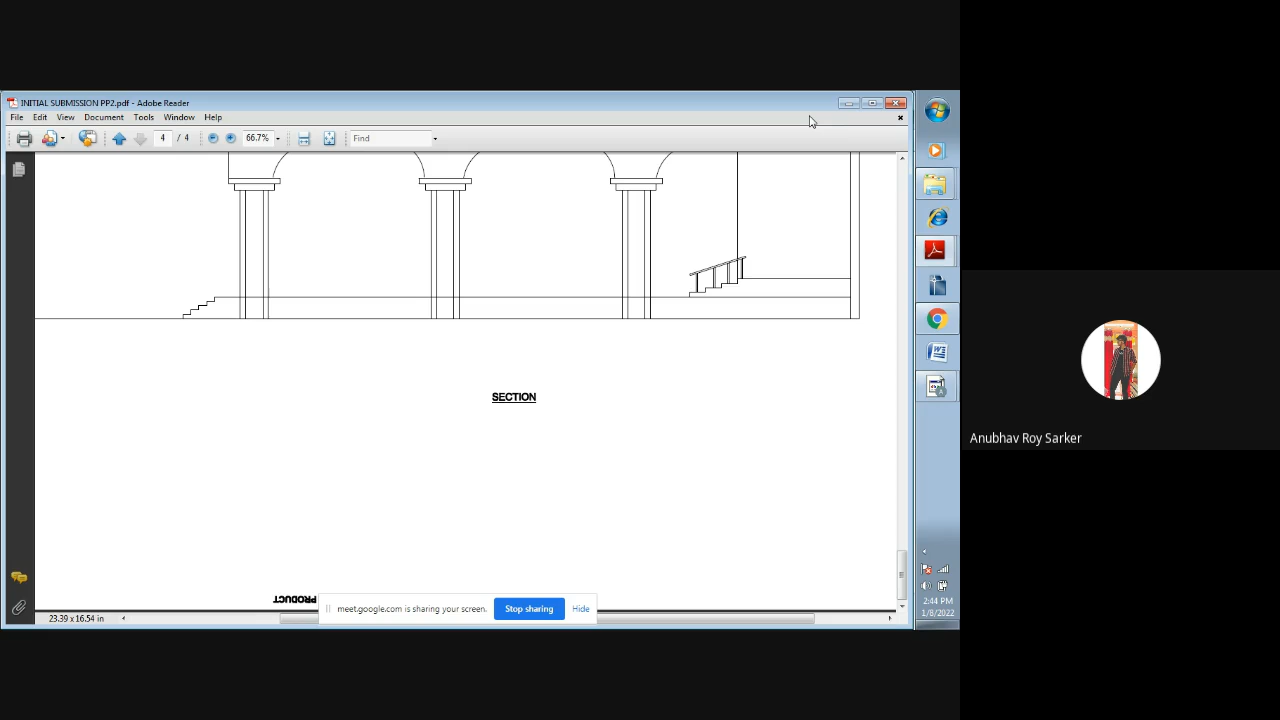 INITIAL SUBMISSION PP2.pdf - Adobe Reader
File Edit View Document Tools Window Help
4 / 4 66.7% Find
SECTION
PRODUCT
meet.google.com is sharing your screen. Stop sharing Hide
23.39 x 16.54 in
2:44 PM
1/8/2022
Anubhav Roy Sarker